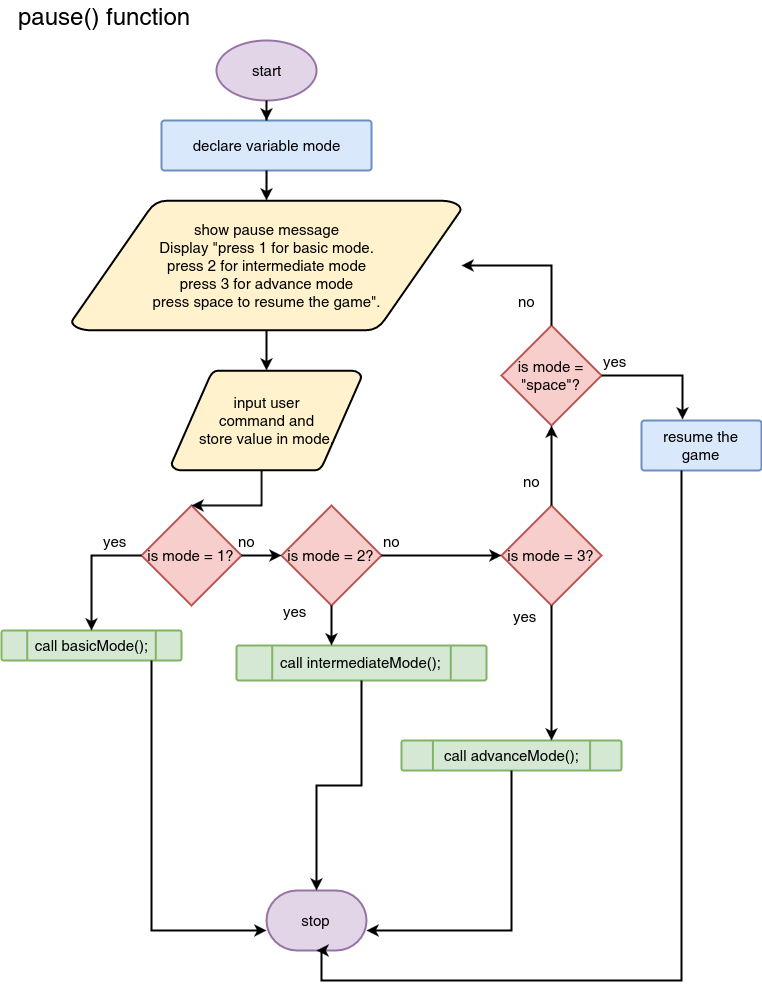 pause() function
start
declare variable mode
show pause message
Display "press 1 for basic mode.
press 2 for intermediate mode
press 3 for advance mode
press space to resume the game".
no
is mode =
"space"?
yes
input user
command and
store value in mode
resume the
game
no
yes
is mode = 1?
no
is mode = 2?
no
is mode = 3?
yes
yes
call basicMode();
call intermediateMode();
call advanceMode();
stop